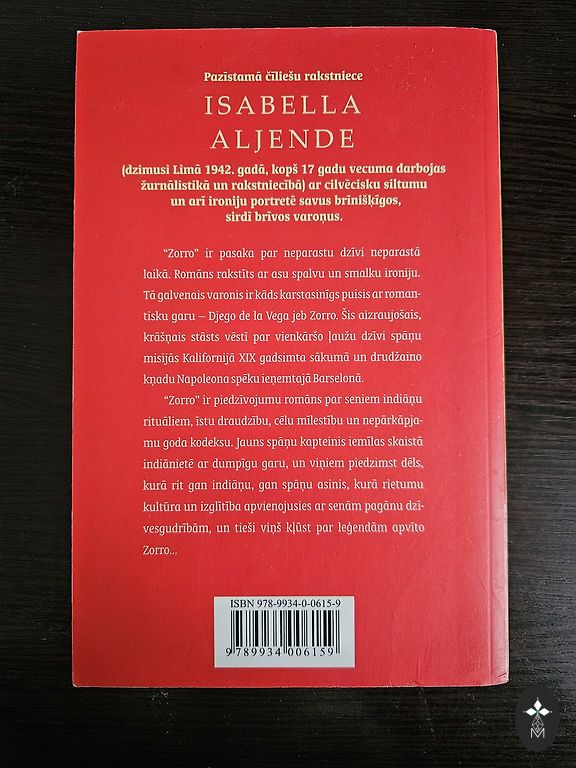 Pazīstamā čīliešu rakstniece
ISABELLA
ALJENDE
(dzimusi Limā 1942. gadā, kopš 17 gadu vecuma darbojas
žurnālistikā un rakstniecībā) ar cilvēcisku siltumu
un arī ironiju portretē savus brīnišķīgos,
sirdī brīvos varoņus.
“Zorro” ir pasaka par neparastu dzīvi neparastā
laikā. Romāns rakstīts ar asu spalvu un smalku ironiju.
Tā galvenais varonis ir kāds karstasinīgs puisis ar roman-
tisku garu – Djego de la Vega jeb Zorro. Šis aizraujošais,
krāšņais stāsts vēstī par vienkāršo ļaužu dzīvi spāņu
misijās Kalifornijā XIX gadsimta sākumā un drudžaino
kņadu Napoleona spēku ieņemtajā Barselonā.
“Zorro” ir piedzīvojumu romāns par seniem indiāņu
rituāliem, īstu draudzību, cēlu mīlestību un nepārkāpja-
mu goda kodeksu. Jauns spāņu kapteinis iemīlas skaistā
indiānietē ar dumpīgu garu, un viņiem piedzimst dēls,
kurā rit gan indiāņu, gan spāņu asinis, kurā rietumu
kultūra un izglītība apvienojusies ar senām pagānu dzī-
vesgudrībām, un tieši viņš kļūst par leģendām apvīto
Zorro...
ISBN 978-9934-0-0615-9
9 789934 006159
M